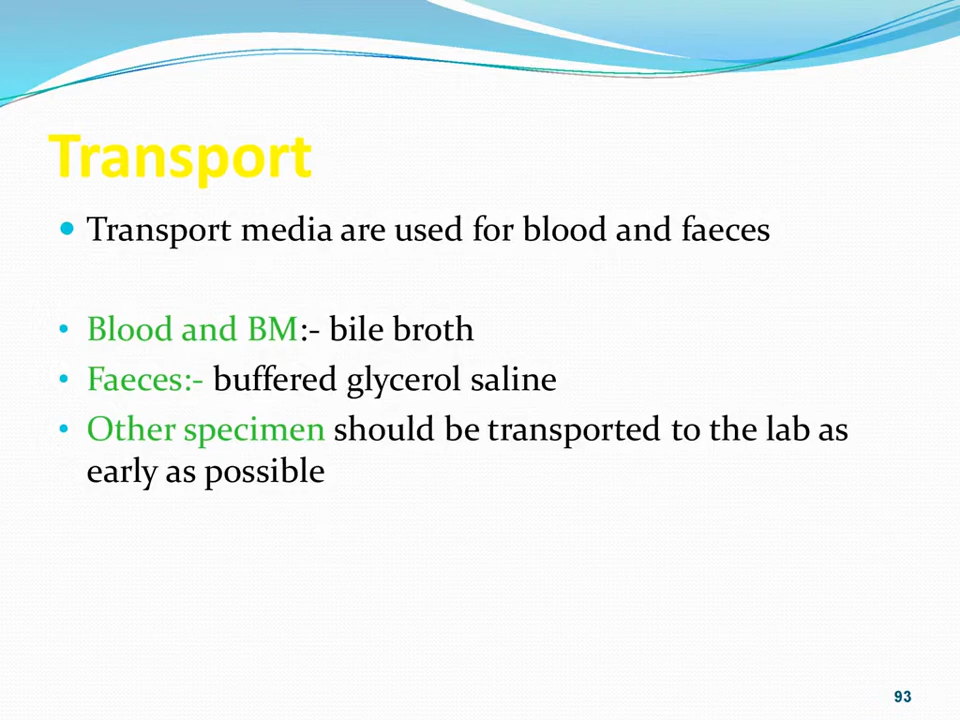 Transport
• Transport media are used for blood and faeces
• Blood and BM:- bile broth
• Faeces:- buffered glycerol saline
• Other specimen should be transported to the lab as
early as possible
93